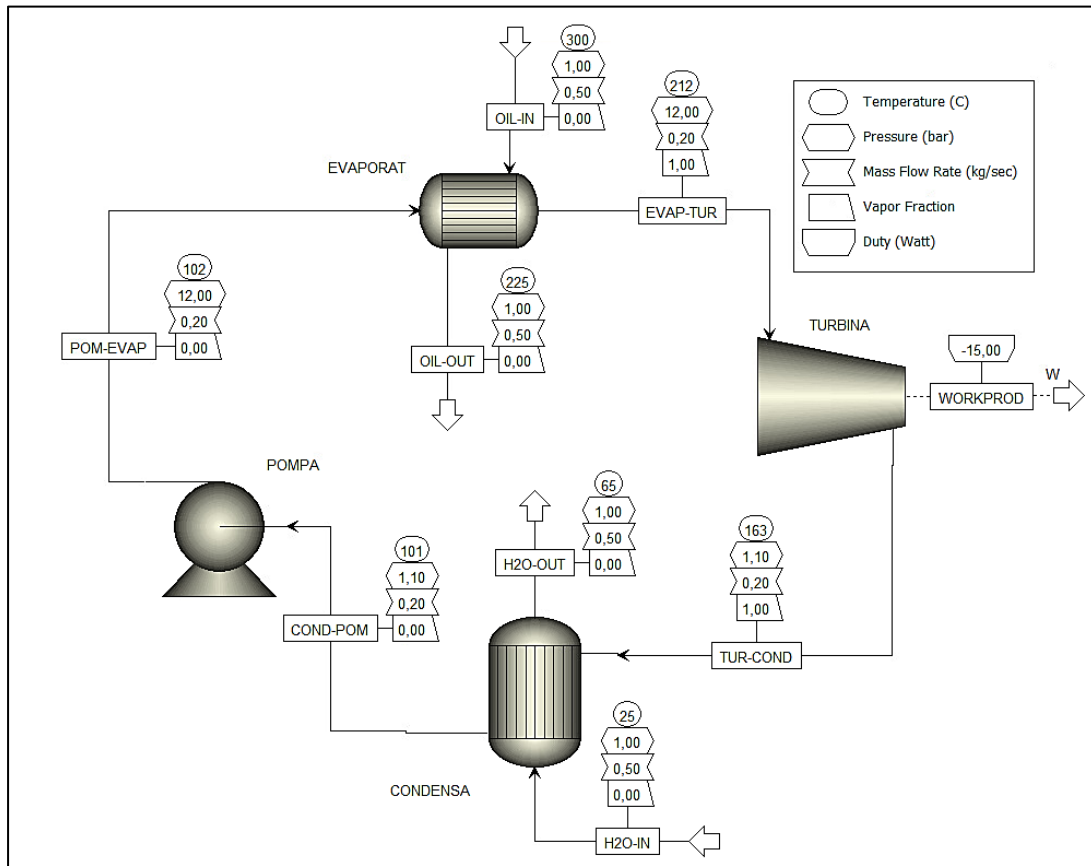 300
1,00
0,50
0,00
OIL-IN
212
12,00
0,20
1,00
EVAP-TUR
Temperature (C)
Pressure (bar)
Mass Flow Rate (kg/sec)
Vapor Fraction
Duty (Watt)
EVAPORAT
102
12,00
0,20
0,00
POM-EVAP
225
1,00
0,50
0,00
OIL-OUT
TURBINA
-15,00
WORKPROD
W
POMPA
65
1,00
0,50
0,00
H2O-OUT
101
1,10
0,20
0,00
COND-POM
163
1,10
0,20
1,00
TUR-COND
25
1,00
0,50
0,00
H2O-IN
CONDENSA